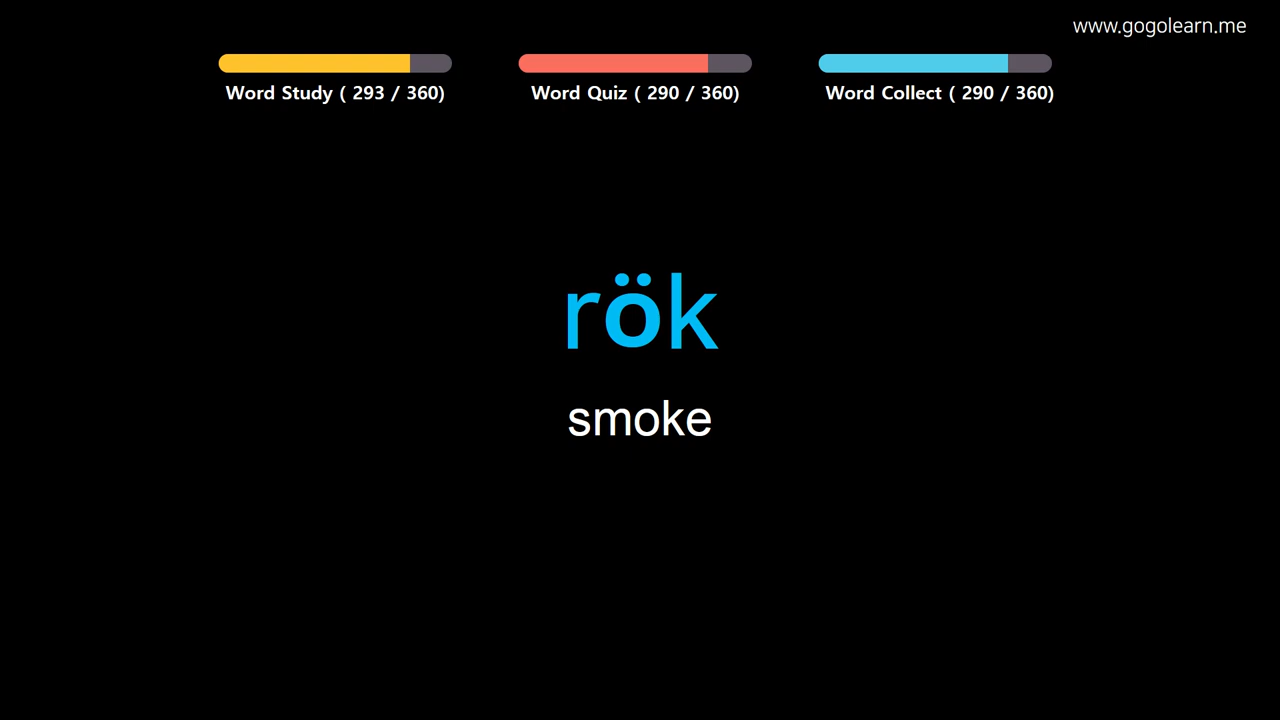 www.gogolearn.me
Word Study ( 293 / 360)
Word Quiz ( 290 / 360)
Word Collect ( 290 / 360)
rök
smoke